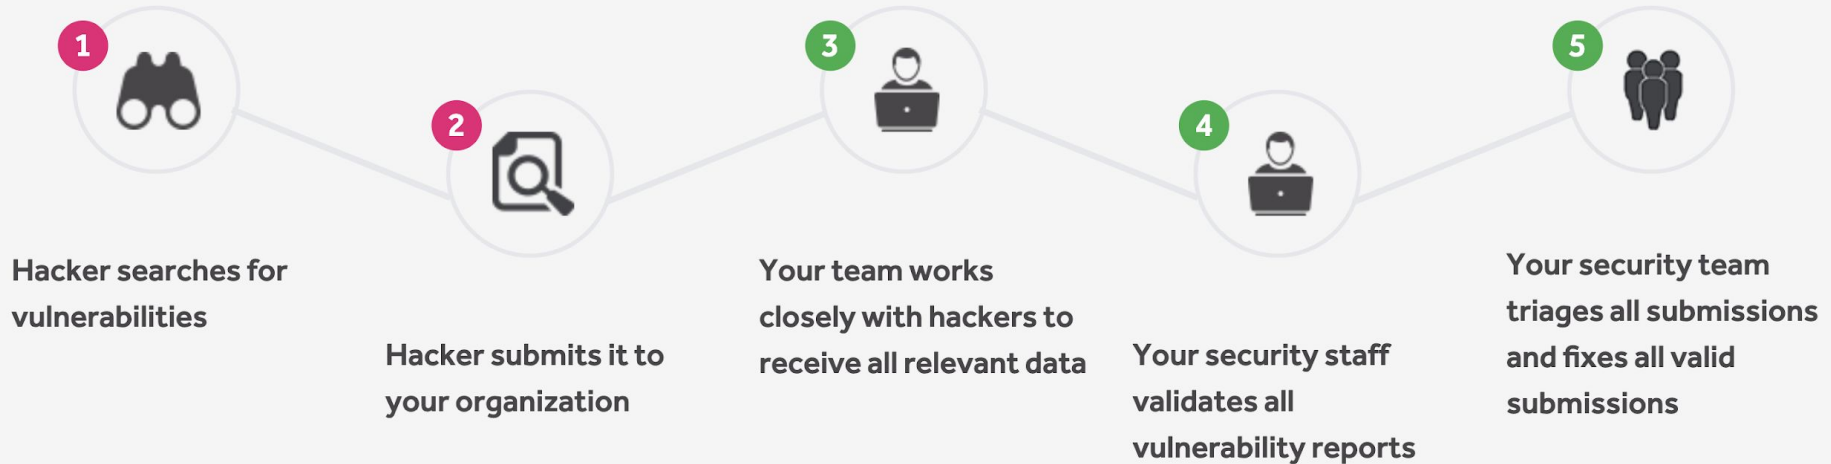 1
Hacker searches for
vulnerabilities
2
Hacker submits it to
your organization
3
Your team works
closely with hackers to
receive all relevant data
4
Your security staff
validates all
vulnerability reports
5
Your security team
triages all submissions
and fixes all valid
submissions